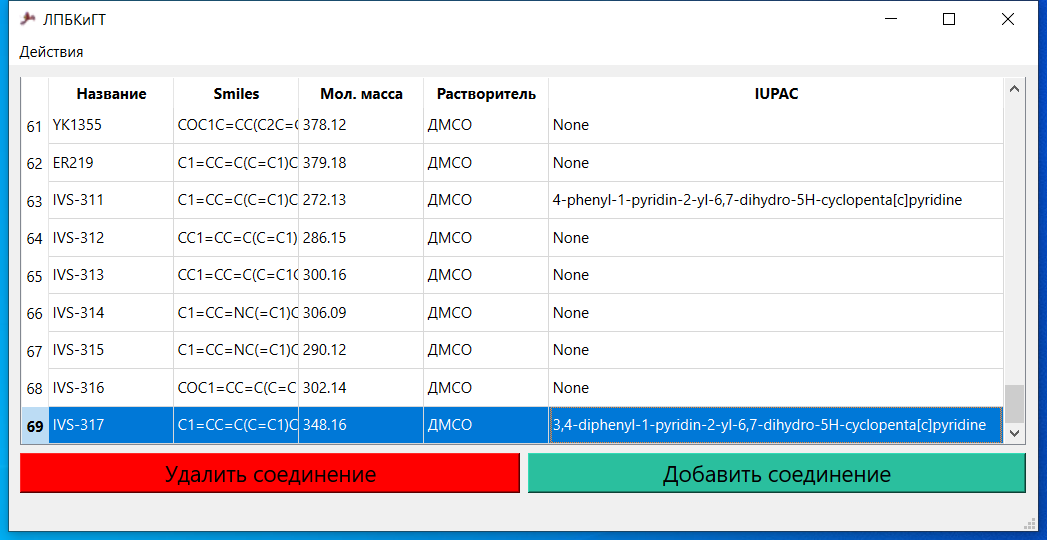 ЛПБКиГТ
Действия
Название Smiles Мол. масса Растворитель IUPAC
61 YK1355 COC1C=CC(C2C=C 378.12 ДМСО None
62 ER219 C1=CC=C(C=C1)C 379.18 ДМСО None
63 IVS-311 C1=CC=C(C=C1)C 272.13 ДМСО 4-phenyl-1-pyridin-2-yl-6,7-dihydro-5H-cyclopenta[c]pyridine
64 IVS-312 CC1=CC=C(C=C1) 286.15 ДМСО None
65 IVS-313 CC1=CC=C(C=C1C 300.16 ДМСО None
66 IVS-314 C1=CC=NC(=C1)C 306.09 ДМСО None
67 IVS-315 C1=CC=NC(=C1)C 290.12 ДМСО None
68 IVS-316 COC1=CC=C(C=C 302.14 ДМСО None
69 IVS-317 C1=CC=C(C=C1)C 348.16 ДМСО 3,4-diphenyl-1-pyridin-2-yl-6,7-dihydro-5H-cyclopenta[c]pyridine
Удалить соединение Добавить соединение